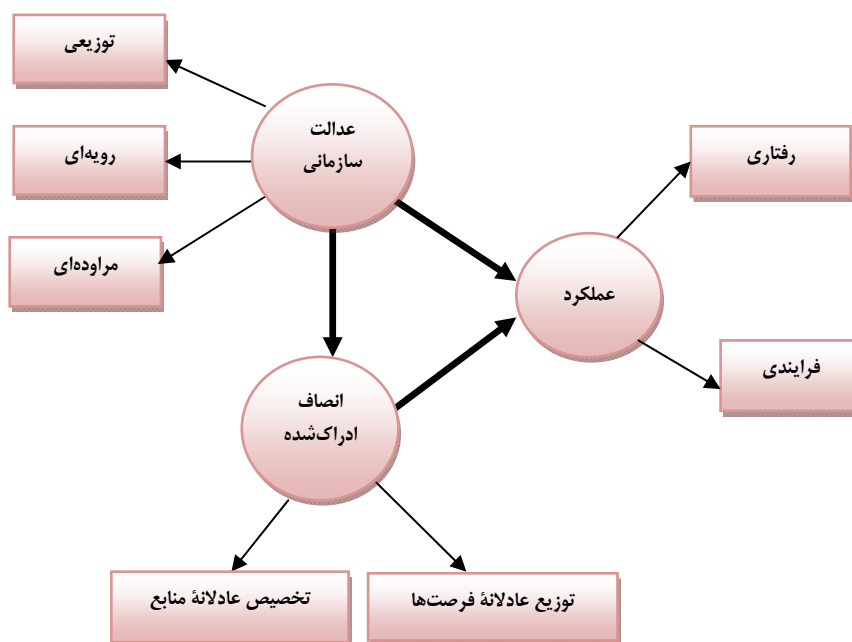 توزیعی
عدالت
سازمانی
رویه‌ای
رفتاری
مراوده‌ای
عملکرد
فرایندی
انصاف
ادراک‌شده
توزیع عادلانهٔ فرصت‌ها
تخصیص عادلانهٔ منابع